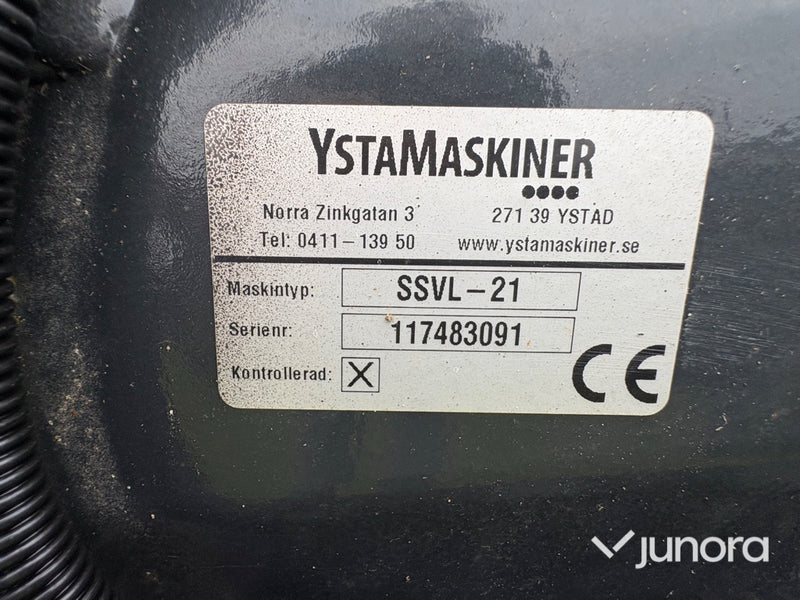 YSTAMASKINER
Norra Zinkgatan 3 271 39 YSTAD
Tel: 0411-139 50 www.ystamaskiner.se
Maskintyp: SSVL-21
Serienr: 117483091
Kontrollerad: X
CE
junora